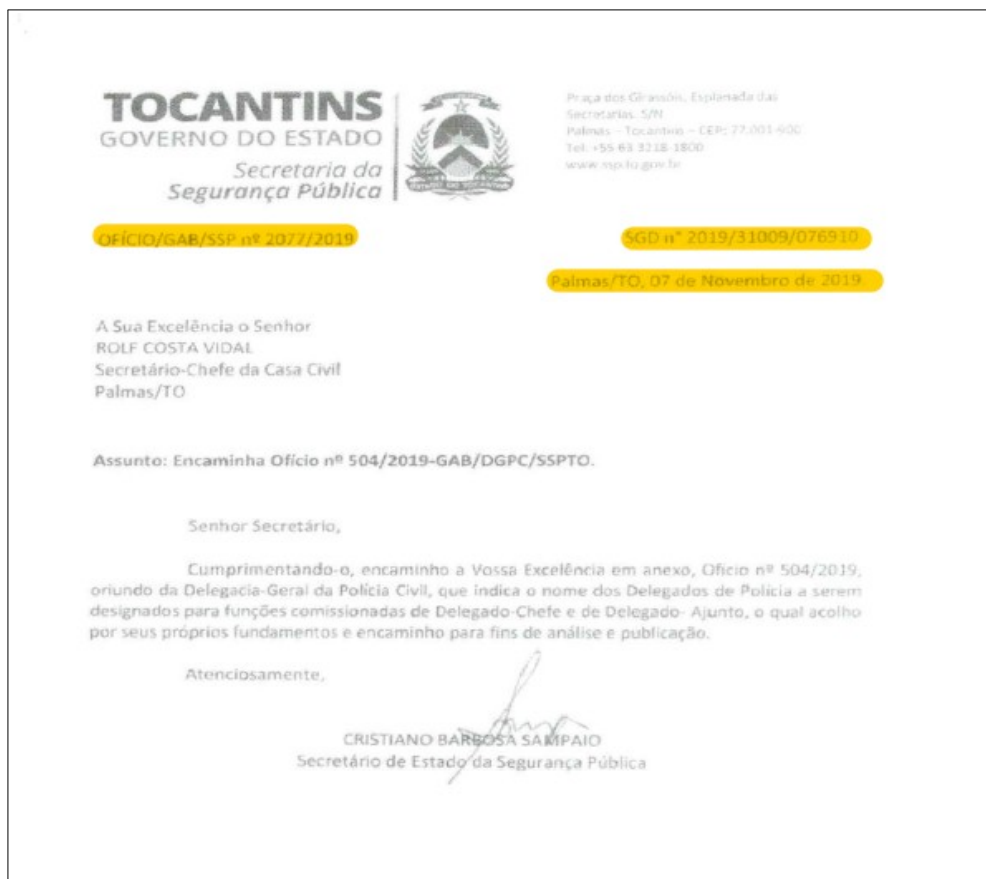 TOCANTINS
GOVERNO DO ESTADO
Secretaria da
Segurança Pública
Praça dos Girassóis, Esplanada das
Secretarias, S/N
Palmas - Tocantins - CEP: 77.001-
Tel: +55 63 3218-1800
www.ssp.to.gov.br
OFÍCIO/GAB/SSP nº 2077/2019
SGD n° 2019/31009/076910
Palmas/TO, 07 de Novembro de 2019.
A Sua Excelência o Senhor
ROLF COSTA VIDAL
Secretário-Chefe da Casa Civil
Palmas/TO
Assunto: Encaminha Ofício nº 504/2019-GAB/DGPC/SSPTO.
Senhor Secretário,
Cumprimentando-o, encaminho a Vossa Excelência em anexo, Ofício nº 504/2019,
oriundo da Delegacia-Geral da Polícia Civil, que indica o nome dos Delegados de Polícia a serem
designados para funções comissionadas de Delegado-Chefe e de Delegado- Ajunto, o qual acolho
por seus próprios fundamentos e encaminho para fins de análise e publicação.
Atenciosamente,
CRISTIANO BARBOSA SAMPAIO
Secretário de Estado da Segurança Pública